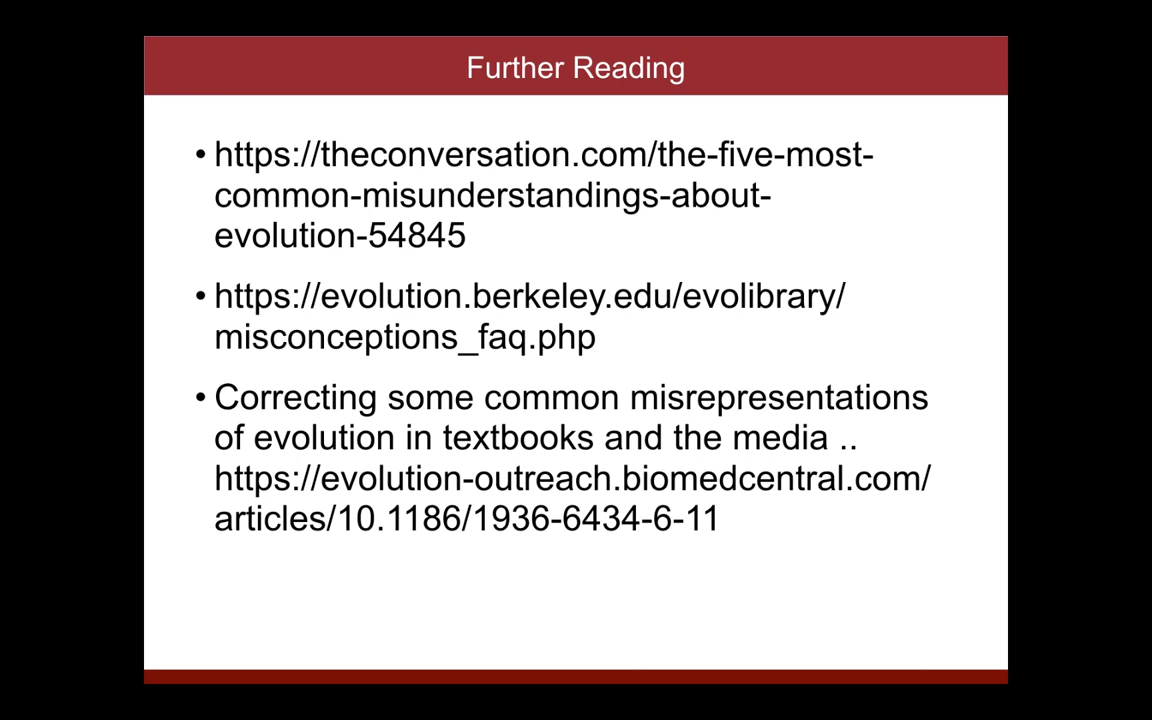 Further Reading
• https://theconversation.com/the-five-most-
common-misunderstandings-about-
evolution-54845
• https://evolution.berkeley.edu/evolibrary/
misconceptions_faq.php
• Correcting some common misrepresentations
of evolution in textbooks and the media ..
https://evolution-outreach.biomedcentral.com/
articles/10.1186/1936-6434-6-11